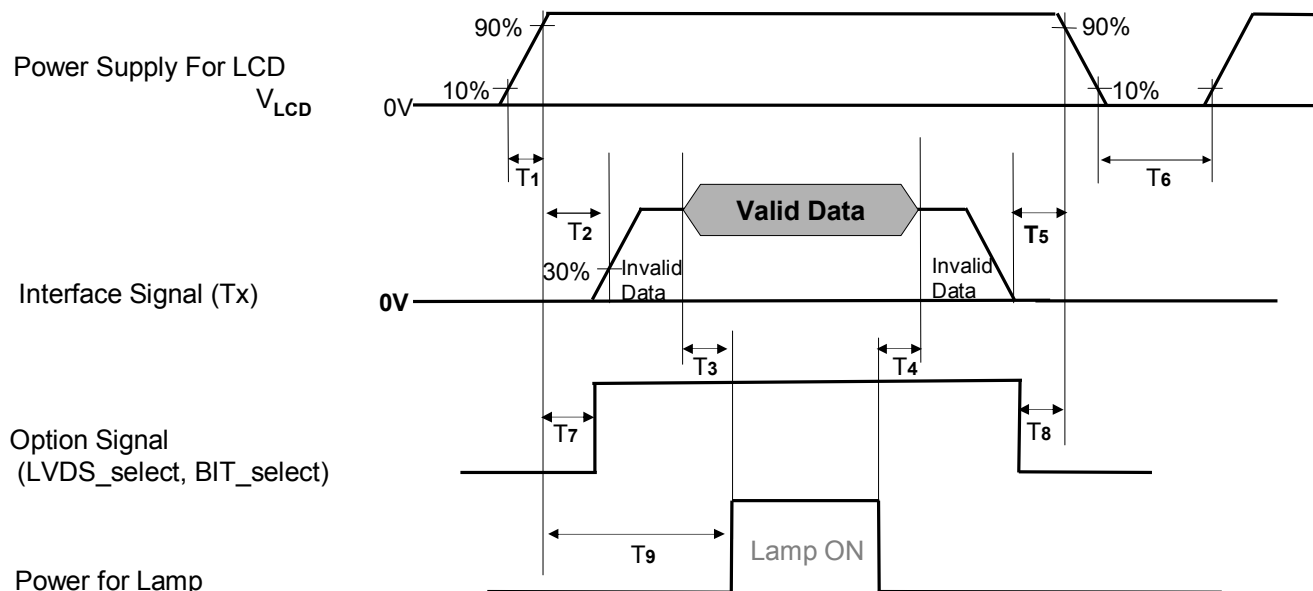 90%
90%
Power Supply For LCD
V_LCD
10%
10%
0V
T1
T6
T2
Valid Data
T5
30%
Invalid
Data
Invalid
Data
Interface Signal (Tx)
0V
T3
T4
T7
T8
Option Signal
(LVDS_select, BIT_select)
T9
Lamp ON
Power for Lamp